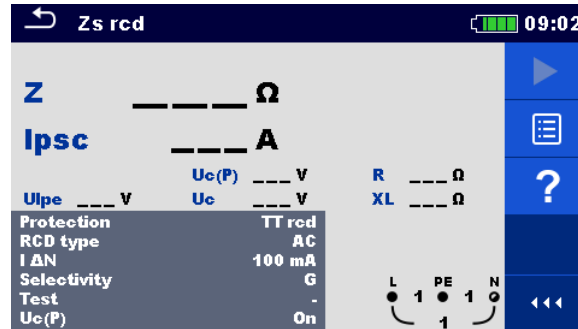 Zs rcd 09:02
Z ___ Ω
Ipsc ___ A
Uc(P) ___ V R ___ Ω
Ulpe ___ V Uc ___ V XL ___ Ω
Protection TT rcd
RCD type AC
I ΔN 100 mA
Selectivity G
Test -
Uc(P) On
L PE N
1 1
1
?